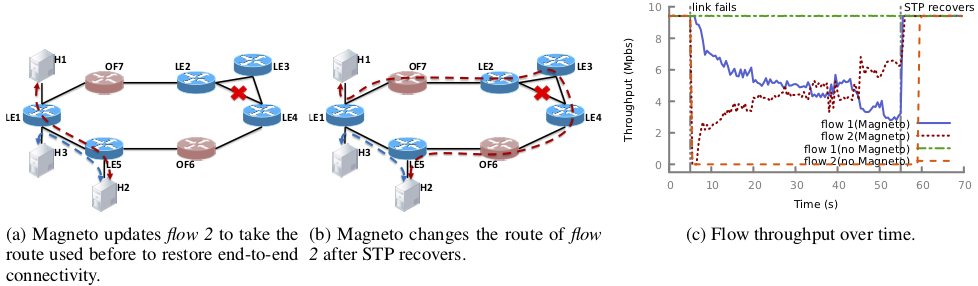 H1
OF7
LE2
LE3
LE1
LE4
H3
LE5
OF6
H2
(a) Magneto updates flow 2 to take the
route used before to restore end-to-end
connectivity.
H1
OF7
LE2
LE3
LE1
LE4
H3
LE5
OF6
H2
(b) Magneto changes the route of flow
2 after STP recovers.
link fails
STP recovers
10
8
6
4
2
0
Throughput (Mbps)
flow 1(Magneto)
flow 2(Magneto)
flow 1(no Magneto)
flow 2(no Magneto)
0 10 20 30 40 50 60 70
Time (s)
(c) Flow throughput over time.